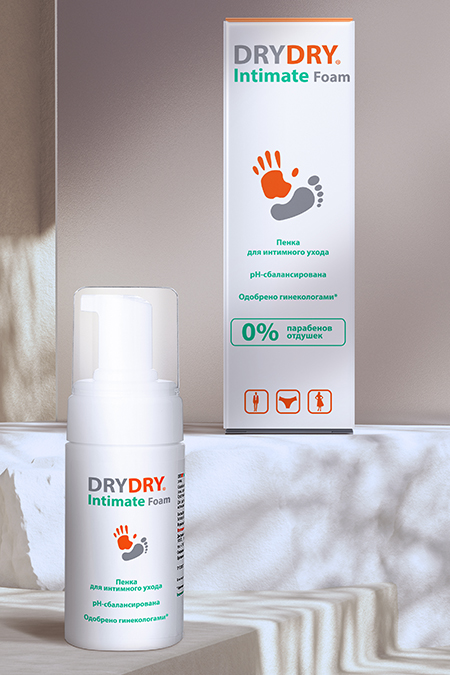 DRYDRY®
Intimate Foam
Пенка
для интимного ухода
pH-сбалансирована
Одобрено гинекологами*
0% парабенов
отдушек
DRYDRY®
Intimate Foam
Пенка
для интимного ухода
pH-сбалансирована
Одобрено гинекологами*